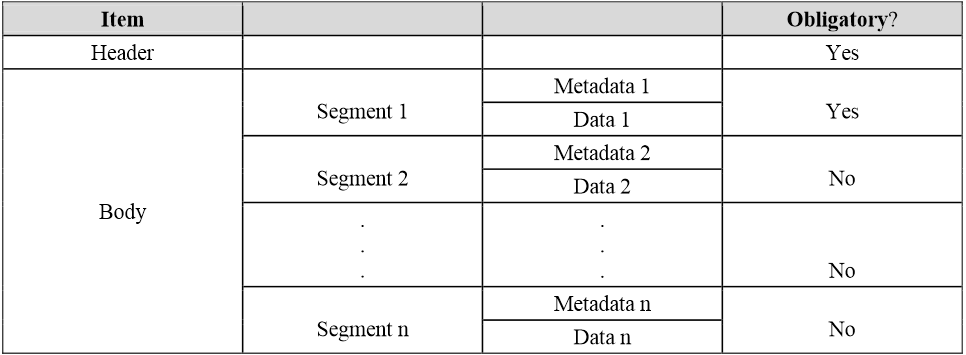 Item Obligatory?
Header Yes
Metadata 1
Segment 1 Yes
Data 1
Metadata 2
Segment 2 No
Data 2
Body
. .
. .
. . No
Metadata n
Segment n No
Data n